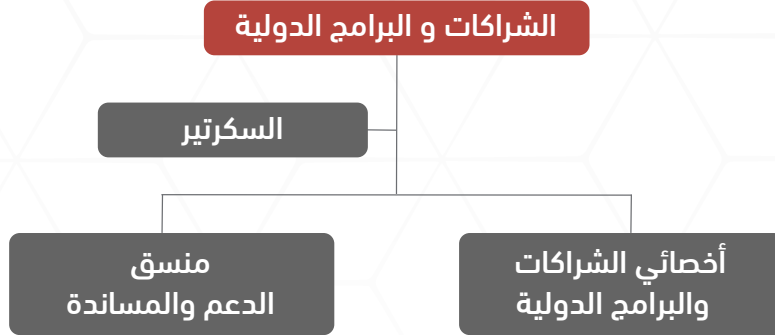 الشراكات و البرامج الدولية
السكرتير
أخصائي الشراكات
والبرامج الدولية
منسق
الدعم والمساندة